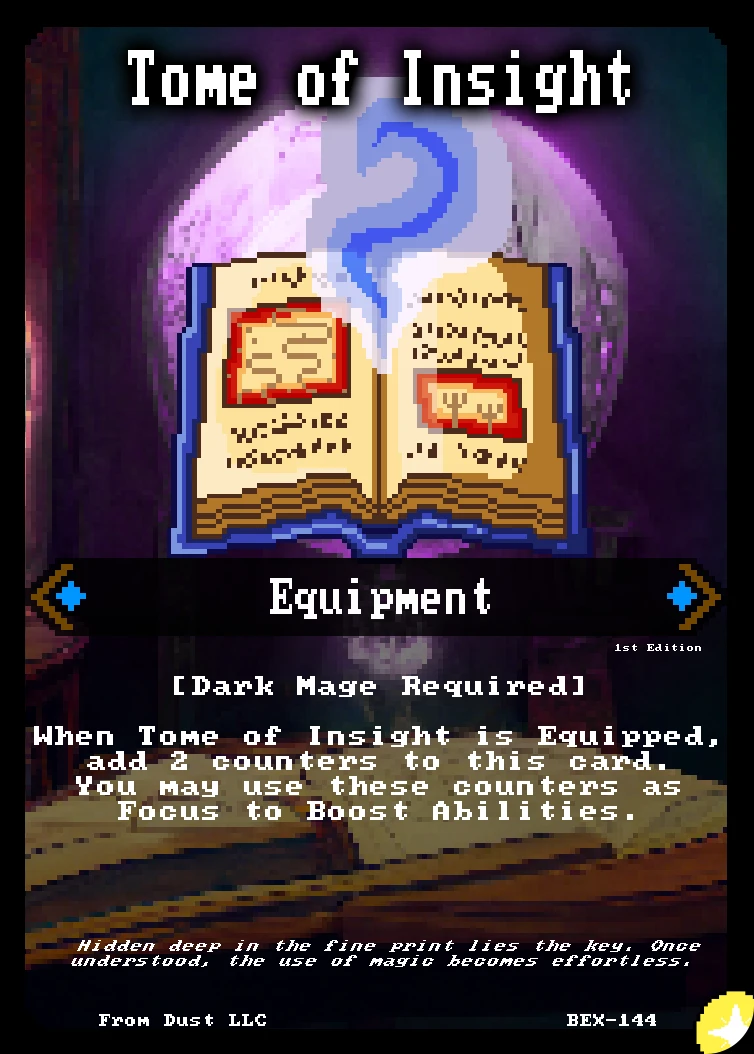 Tome of Insight
Equipment
1st Edition
[Dark Mage Required]
When Tome of Insight is Equipped,
add 2 counters to this card.
You may use these counters as
Focus to Boost Abilities.
Hidden deep in the fine print lies the key. Once
understood, the use of magic becomes effortless.
From Dust LLC
BEX-144